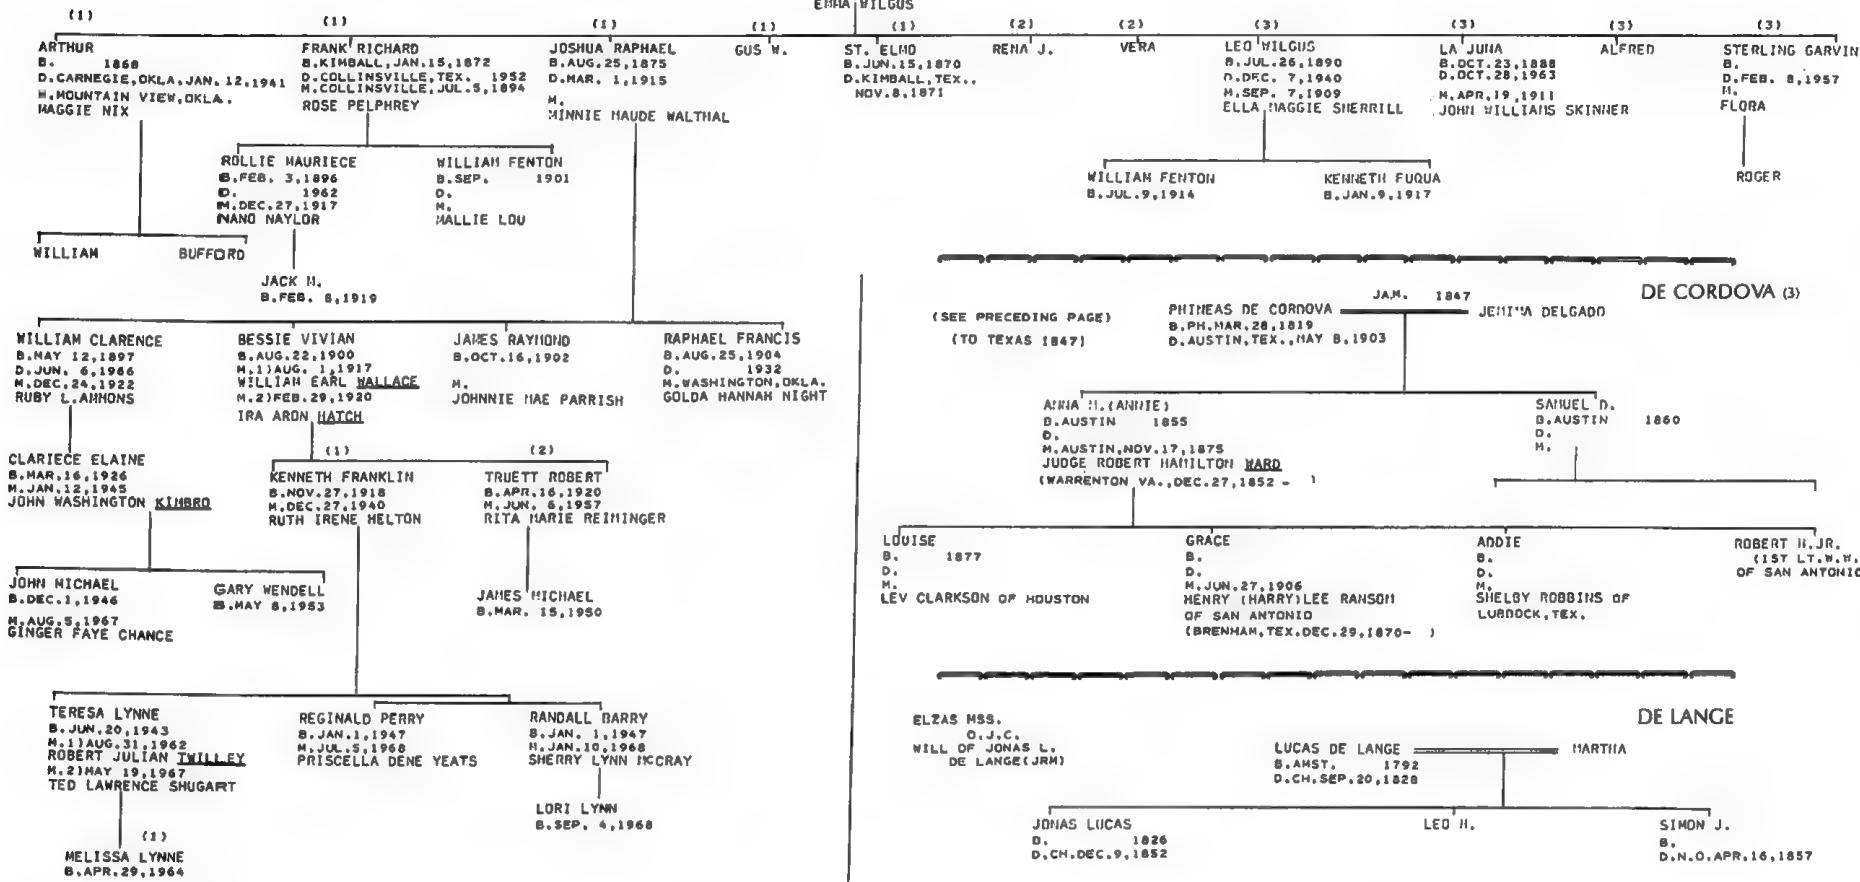 EMMA WILGUS
(1) (1) (1) (1) (1) (2) (2) (3) (3) (3) (3)
ARTHUR
B. 1868
D.CARNEGIE,OKLA.JAN.12,1941
M.MOUNTAIN VIEW,OKLA.
MAGGIE NIX
FRANK RICHARD
B.KIMBALL,JAN.15,1872
D.COLLINSVILLE,TEX. 1952
M.COLLINSVILLE,JUL.5,1894
ROSE PELPHREY
JOSHUA RAPHAEL
B.AUG.25,1875
D.MAR. 1,1915
M.
MINNIE MAUDE WALTHAL
GUS W.
ST. ELMO
B.JUN.15,1870
D.KIMBALL,TEX.,
NOV.8,1871
RENA J.
VERA
LEO WILGUS
B.JUL.26,1890
D.DEC. 7,1940
M.SEP. 7,1909
ELLA MAGGIE SHERRILL
LA JUNA
B.OCT.23,1888
D.OCT.28,1963
M.APR.19,1911
JOHN WILLIAMS SKINNER
ALFRED
STERLING GARVIN
B.
D.FEB. 8,1957
M.
FLORA
ROLLIE MAURIECE
B.FEB. 3,1896
D. 1962
M.DEC.27,1917
NANO NAYLOR
WILLIAM FENTON
B.SEP. 1901
D.
M.
MALLIE LOU
WILLIAM FENTON
B.JUL.9,1914
KENNETH FUQUA
B.JAN.9,1917
ROGER
WILLIAM
BUFFORD
JACK M.
B.FEB. 8,1919
WILLIAM CLARENCE
B.MAY 12,1897
D.JUN. 6,1966
M.DEC.24,1922
RUBY L.AMMONS
BESSIE VIVIAN
B.AUG.22,1900
M.1)AUG. 1,1917
WILLIAM EARL WALLACE
M.2)FEB.29,1920
IRA ARON HATCH
JAMES RAYMOND
B.OCT.16,1902
M.
JOHNNIE MAE PARRISH
RAPHAEL FRANCIS
B.AUG.25,1904
D. 1932
M.WASHINGTON,OKLA.
GOLDA HANNAH NIGHT
CLARIECE ELAINE
B.MAR.16,1926
M.JAN.12,1945
JOHN WASHINGTON KIMBRO
(1)
KENNETH FRANKLIN
B.NOV.27,1918
M.DEC.27,1940
RUTH IRENE HELTON
(2)
TRUETT ROBERT
B.APR.16,1920
M.JUN. 6,1957
RITA MARIE REIMINGER
JOHN MICHAEL
B.DEC.1,1946
M.AUG.5,1967
GINGER FAYE CHANCE
GARY WENDELL
B.MAY 8,1953
JAMES MICHAEL
B.MAR. 15,1950
TERESA LYNNE
B.JUN.20,1943
M.1)AUG.31,1962
ROBERT JULIAN TWILLEY
M.2)MAY 19,1967
TED LAWRENCE SHUGART
REGINALD PERRY
B.JAN.1,1947
M.JUL.5,1968
PRISCELLA DENE YEATS
RANDALL BARRY
B.JAN. 1,1947
M.JAN.10,1968
SHERRY LYNN MCCRAY
LORI LYNN
B.SEP. 4,1968
(1)
MELISSA LYNNE
B.APR.29,1964
DE CORDOVA (3)
(SEE PRECEDING PAGE)
(TO TEXAS 1847)
PHINEAS DE CORDOVA
B.PH.MAR.28,1819
D.AUSTIN,TEX.,MAY 8,1903
JAM. 1847
JEMIMA DELGADO
ANNA M.(ANNIE)
B.AUSTIN 1855
D.
M.AUSTIN,NOV.17,1875
JUDGE ROBERT HAMILTON WARD
(WARRENTON VA.,DEC.27,1852 - )
SAMUEL D.
B.AUSTIN 1860
D.
M.
LOUISE
B. 1877
D.
M.
LEV CLARKSON OF HOUSTON
GRACE
B.
D.
M.JUN.27,1906
HENRY (HARRY)LEE RANSOM
OF SAN ANTONIO
(BRENHAM,TEX.DEC.29,1870- )
ADDIE
B.
D.
M.
SHELBY ROBBINS OF
LUBBOCK,TEX.
ROBERT H.JR.
(1ST LT.W.W.
OF SAN ANTONIO
DE LANGE
ELZAS MSS.
O.J.C.
WILL OF JONAS L.
DE LANGE(JRM)
LUCAS DE LANGE
B.AMST. 1792
D.CH.SEP.20,1828
MARTHA
JONAS LUCAS
B. 1826
D.CH.DEC.9,1852
LEO H.
SIMON J.
B.
D.N.O.APR.16,1857